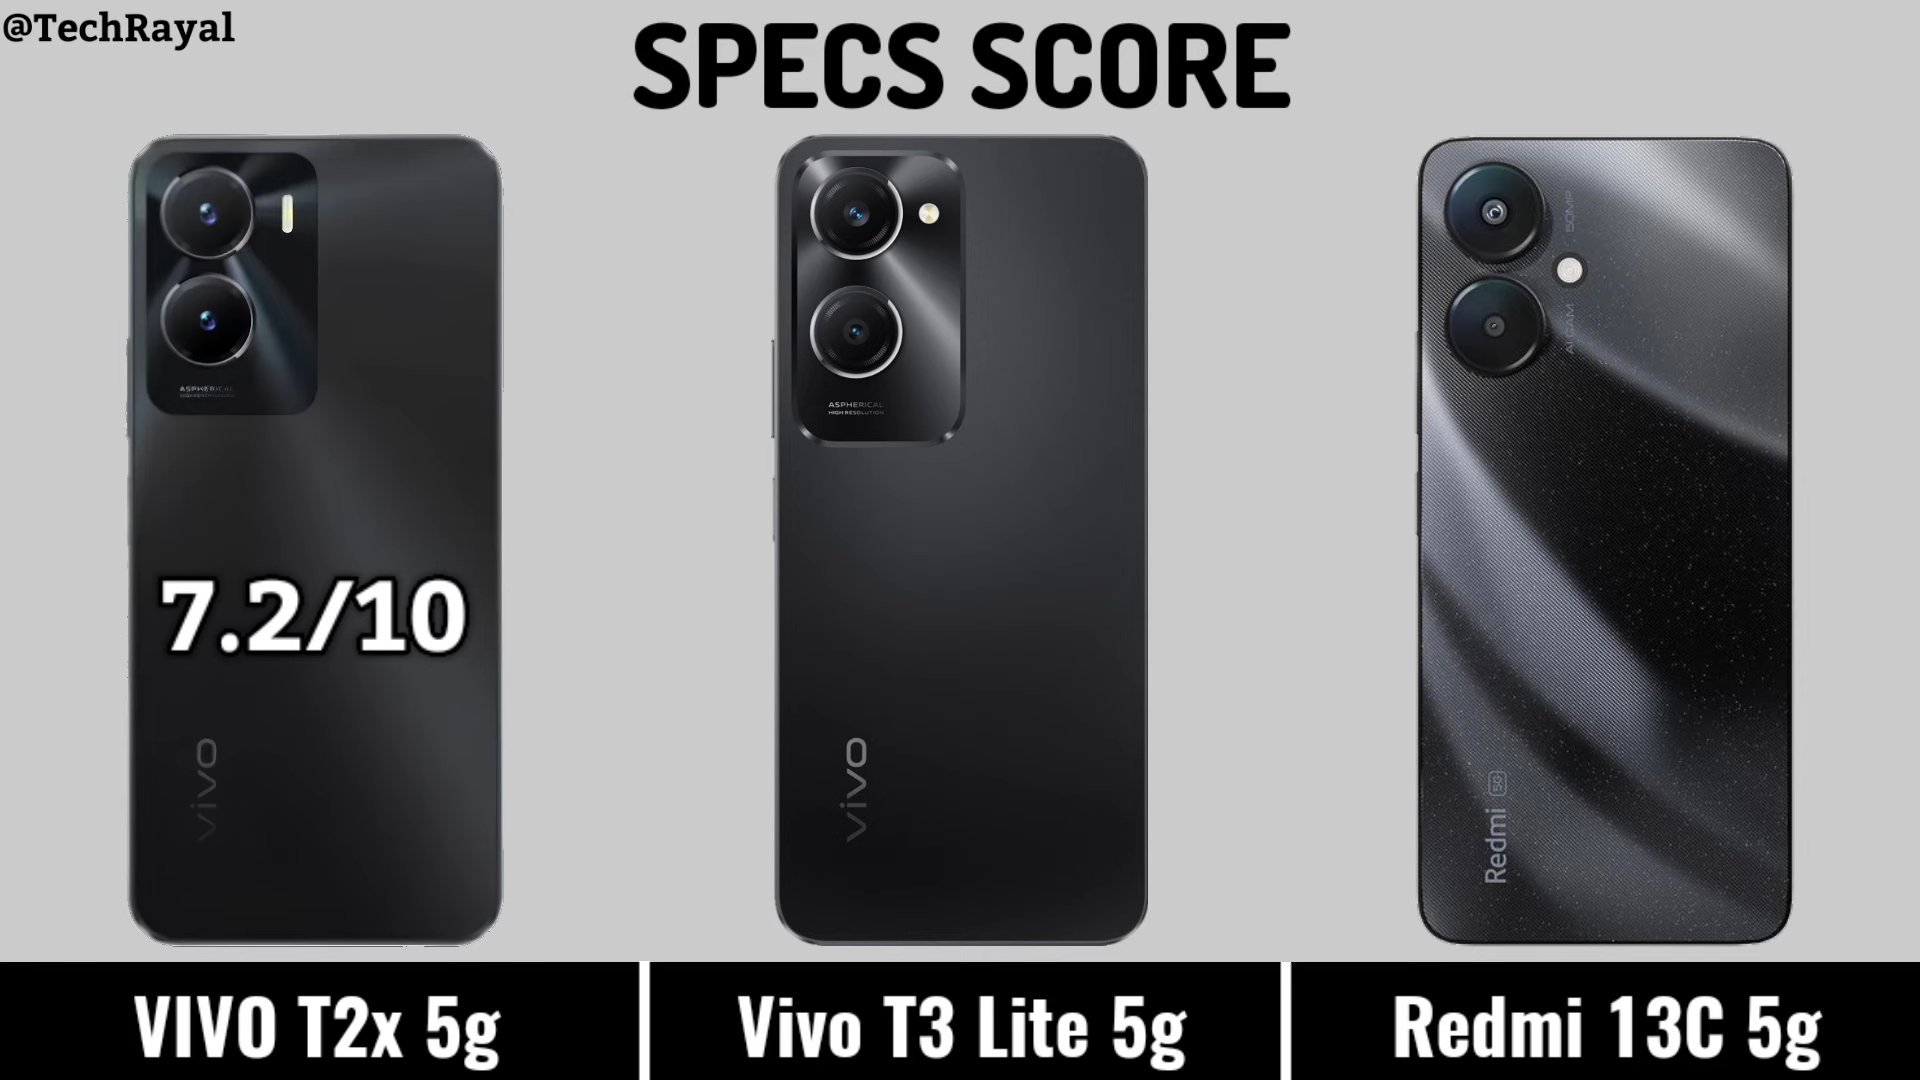 @TechRayal
SPECS SCORE
ASPHERICAL
7.2/10
vivo
ASPHERICAL
HIGH RESOLUTION
vivo
50MP
AI CAM
Redmi 5G
VIVO T2x 5g
Vivo T3 Lite 5g
Redmi 13C 5g